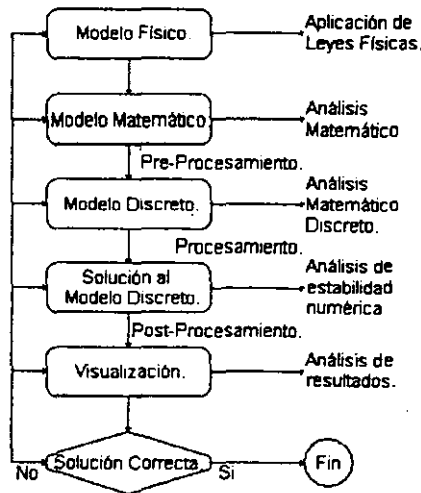 Modelo Físico.
Aplicación de
Leyes Físicas.
Modelo Matemático
Análisis
Matemático
Pre-Procesamiento.
Modelo Discreto.
Análisis
Matemático
Discreto.
Procesamiento.
Solución al
Modelo Discreto.
Análisis de
estabilidad
numérica
Post-Procesamiento.
Visualización.
Análisis de
resultados.
No
Solución Correcta
Si
Fin